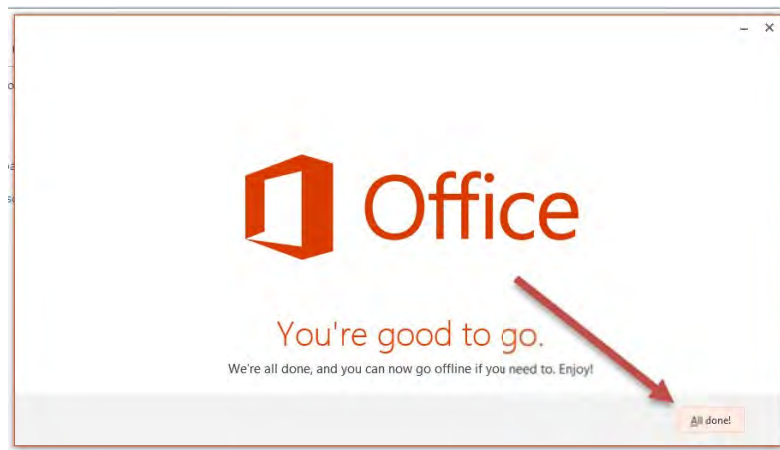 Office
You're good to go.
We're all done, and you can now go offline if you need to. Enjoy!
All done!